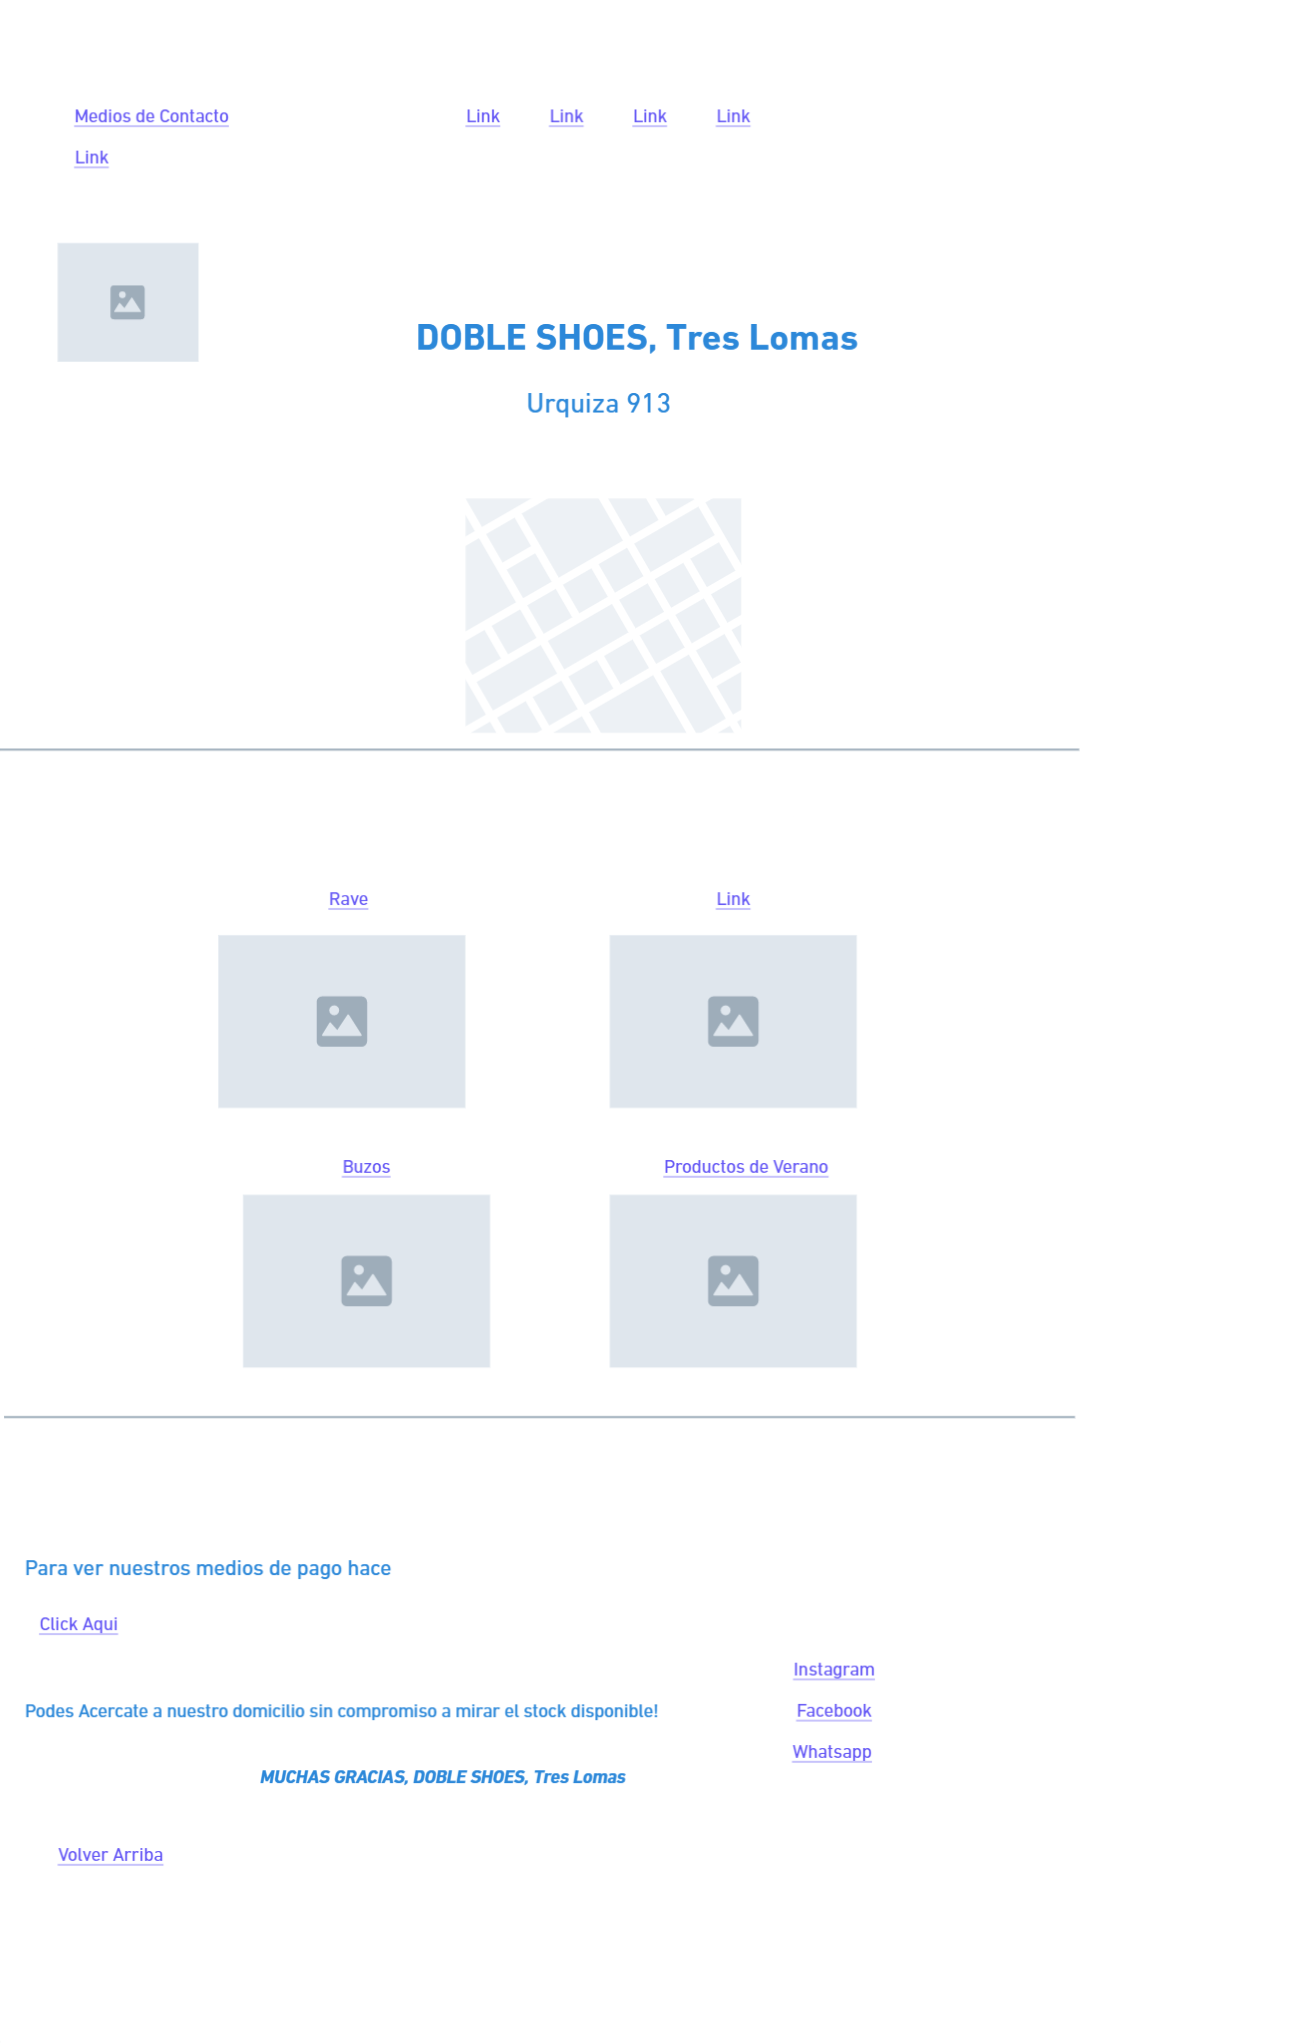 Medios de Contacto
Link Link Link Link
Link
DOBLE SHOES, Tres Lomas
Urquiza 913
Rave
Link
Buzos
Productos de Verano
Para ver nuestros medios de pago hace
Click Aqui
Instagram
Podes Acercate a nuestro domicilio sin compromiso a mirar el stock disponible!
Facebook
Whatsapp
MUCHAS GRACIAS, DOBLE SHOES, Tres Lomas
Volver Arriba